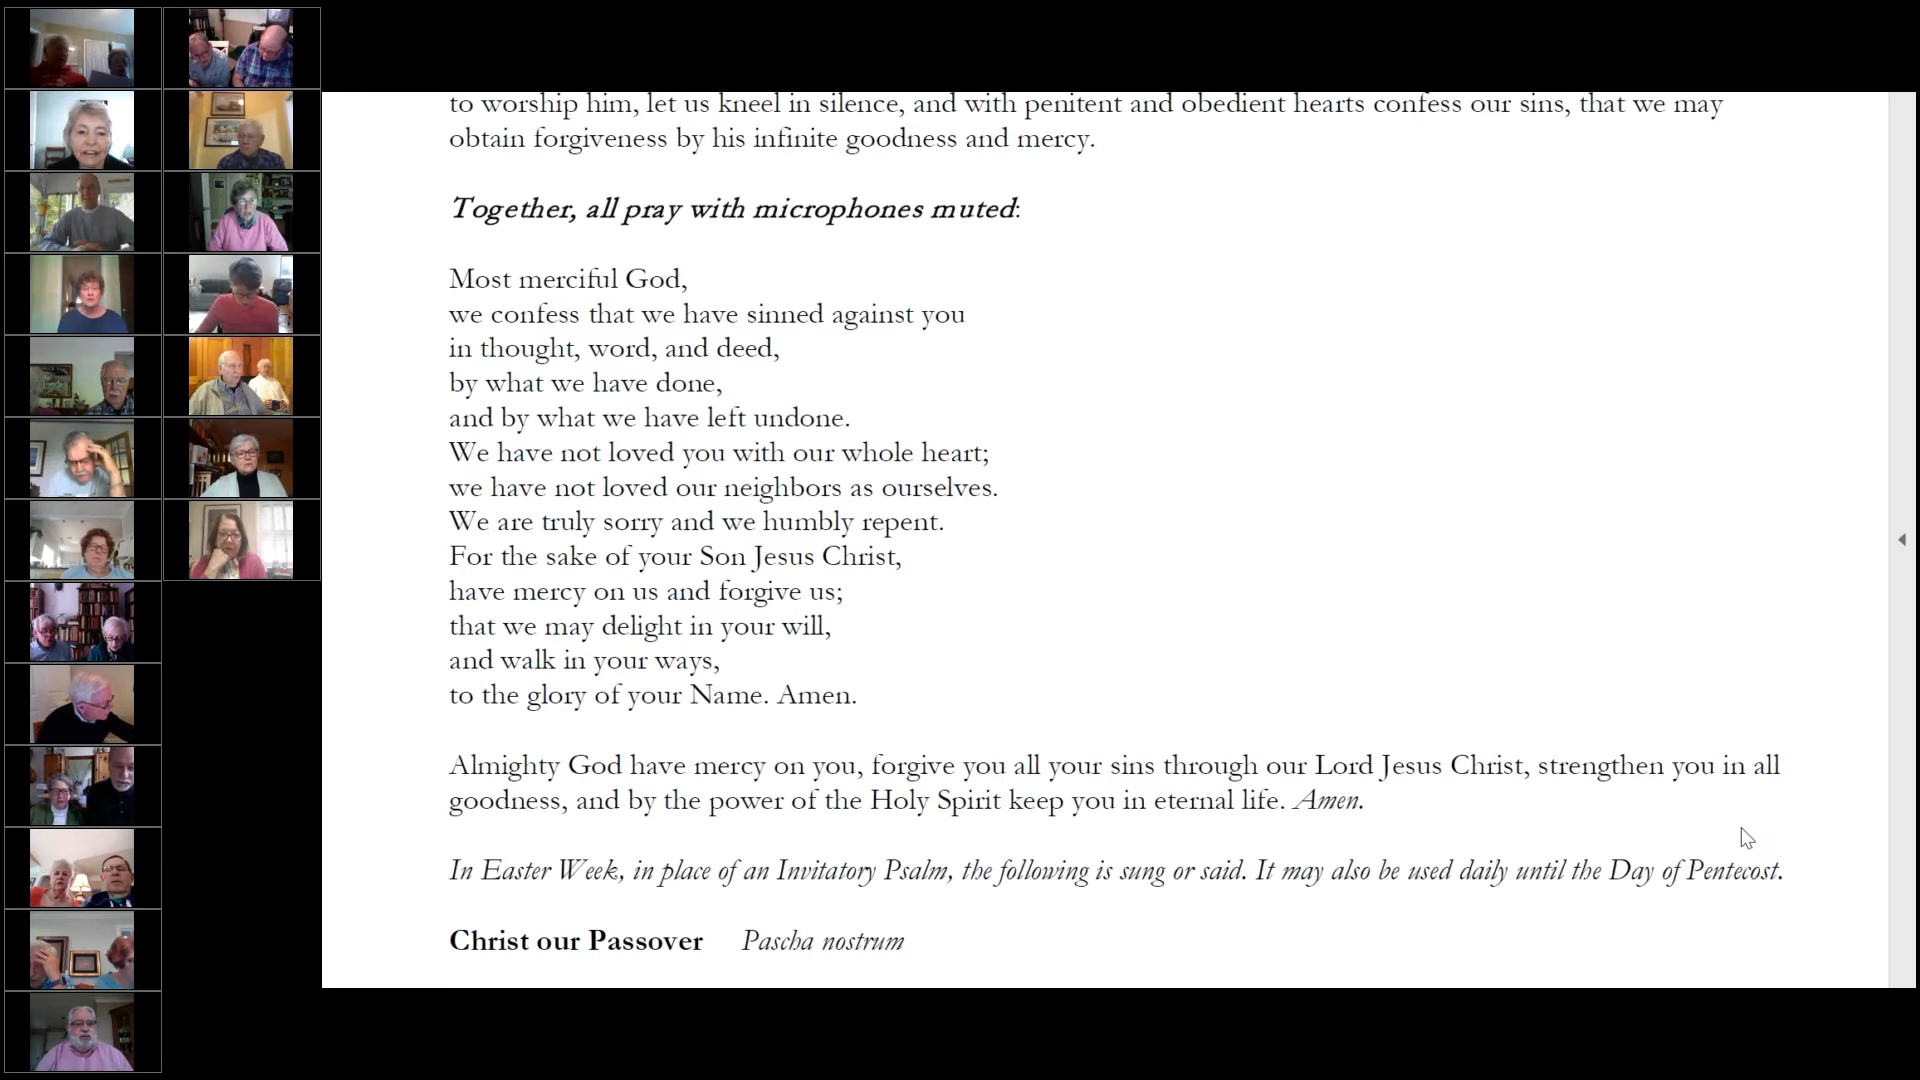 to worship him, let us kneel in silence, and with penitent and obedient hearts confess our sins, that we may
obtain forgiveness by his infinite goodness and mercy.
Together, all pray with microphones muted:
Most merciful God,
we confess that we have sinned against you
in thought, word, and deed,
by what we have done,
and by what we have left undone.
We have not loved you with our whole heart;
we have not loved our neighbors as ourselves.
We are truly sorry and we humbly repent.
For the sake of your Son Jesus Christ,
have mercy on us and forgive us;
that we may delight in your will,
and walk in your ways,
to the glory of your Name. Amen.
Almighty God have mercy on you, forgive you all your sins through our Lord Jesus Christ, strengthen you in all
goodness, and by the power of the Holy Spirit keep you in eternal life. Amen.
In Easter Week, in place of an Invitatory Psalm, the following is sung or said. It may also be used daily until the Day of Pentecost.
Christ our Passover Pascha nostrum